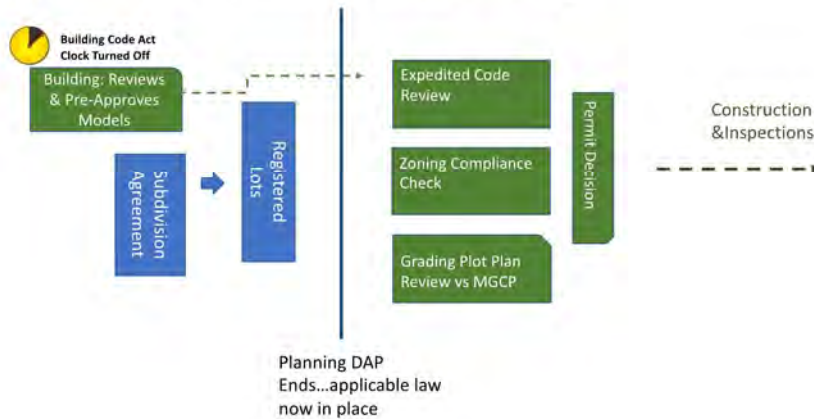 Building Code Act
Clock Turned Off
Building: Reviews
& Pre-Approves
Models
Subdivision
Agreement
Registered
Lots
Expedited Code
Review
Zoning Compliance
Check
Grading Plot Plan
Review vs MGCP
Permit Decision
Construction
&Inspections
Planning DAP
Ends...applicable law
now in place